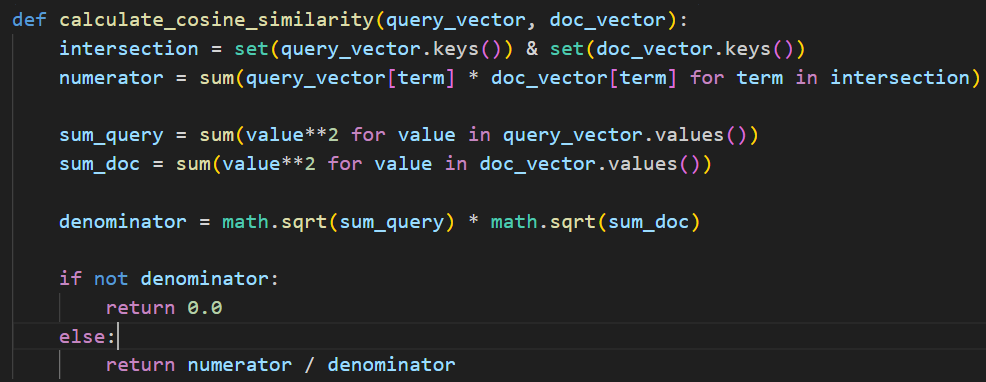 def calculate_cosine_similarity(query_vector, doc_vector):
    intersection = set(query_vector.keys()) & set(doc_vector.keys())
    numerator = sum(query_vector[term] * doc_vector[term] for term in intersection)

    sum_query = sum(value**2 for value in query_vector.values())
    sum_doc = sum(value**2 for value in doc_vector.values())

    denominator = math.sqrt(sum_query) * math.sqrt(sum_doc)

    if not denominator:
        return 0.0
    else:
        return numerator / denominator